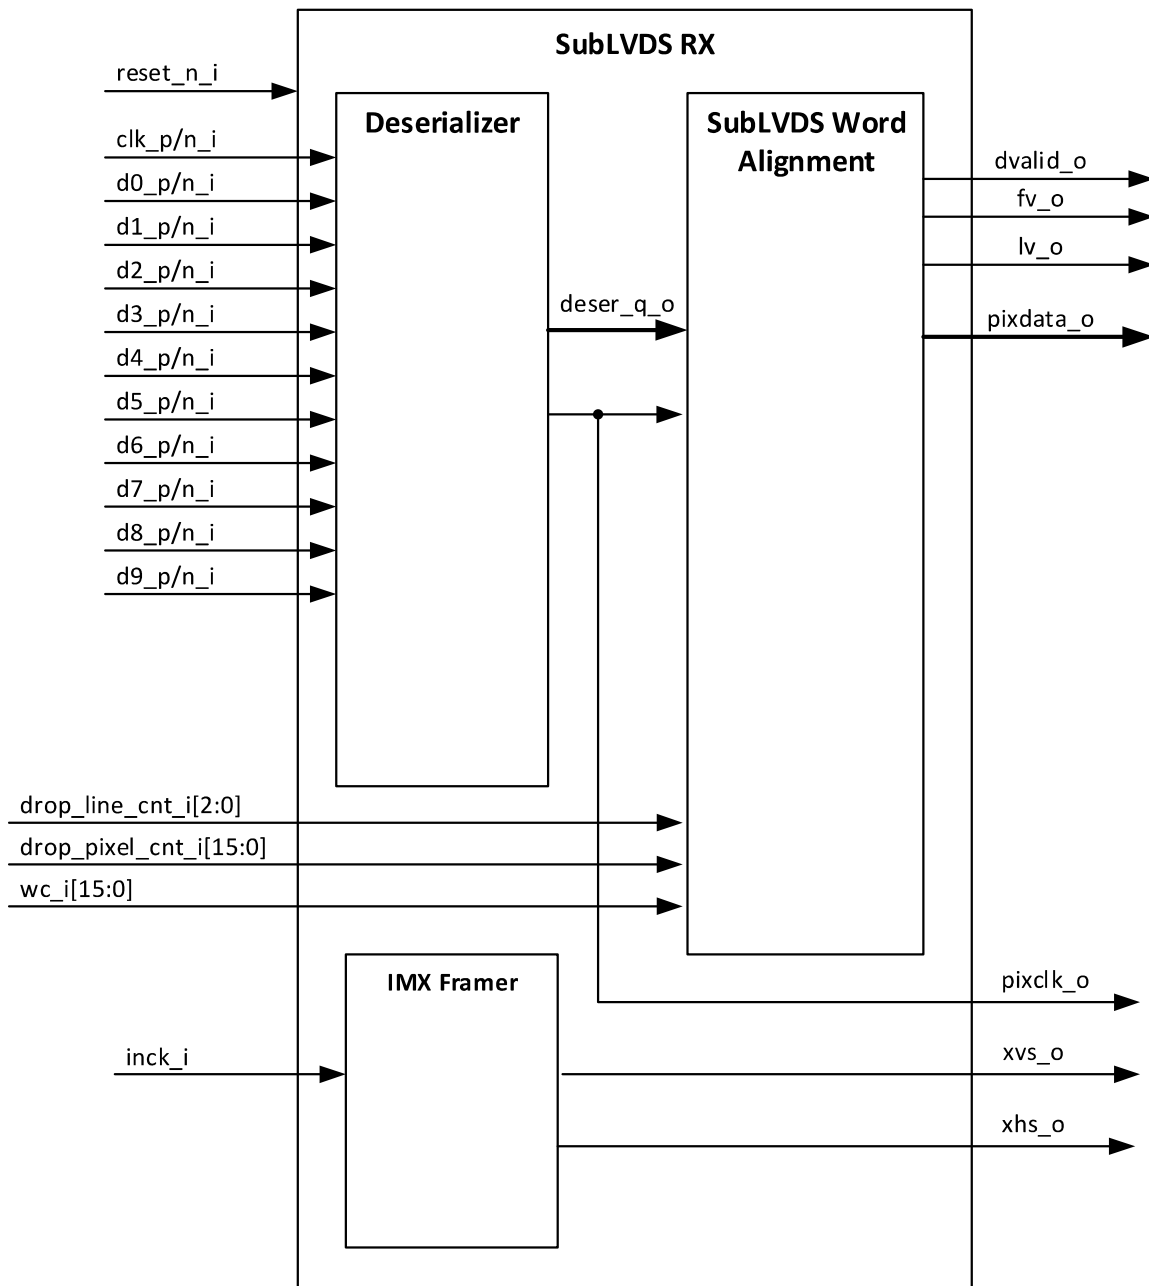 SubLVDS RX
reset_n_i
Deserializer
SubLVDS Word
Alignment
clk_p/n_i
d0_p/n_i
d1_p/n_i
d2_p/n_i
d3_p/n_i
d4_p/n_i
d5_p/n_i
d6_p/n_i
d7_p/n_i
d8_p/n_i
d9_p/n_i
deser_q_o
dvalid_o
fv_o
lv_o
pixdata_o
drop_line_cnt_i[2:0]
drop_pixel_cnt_i[15:0]
wc_i[15:0]
IMX Framer
pixclk_o
inck_i
xvs_o
xhs_o